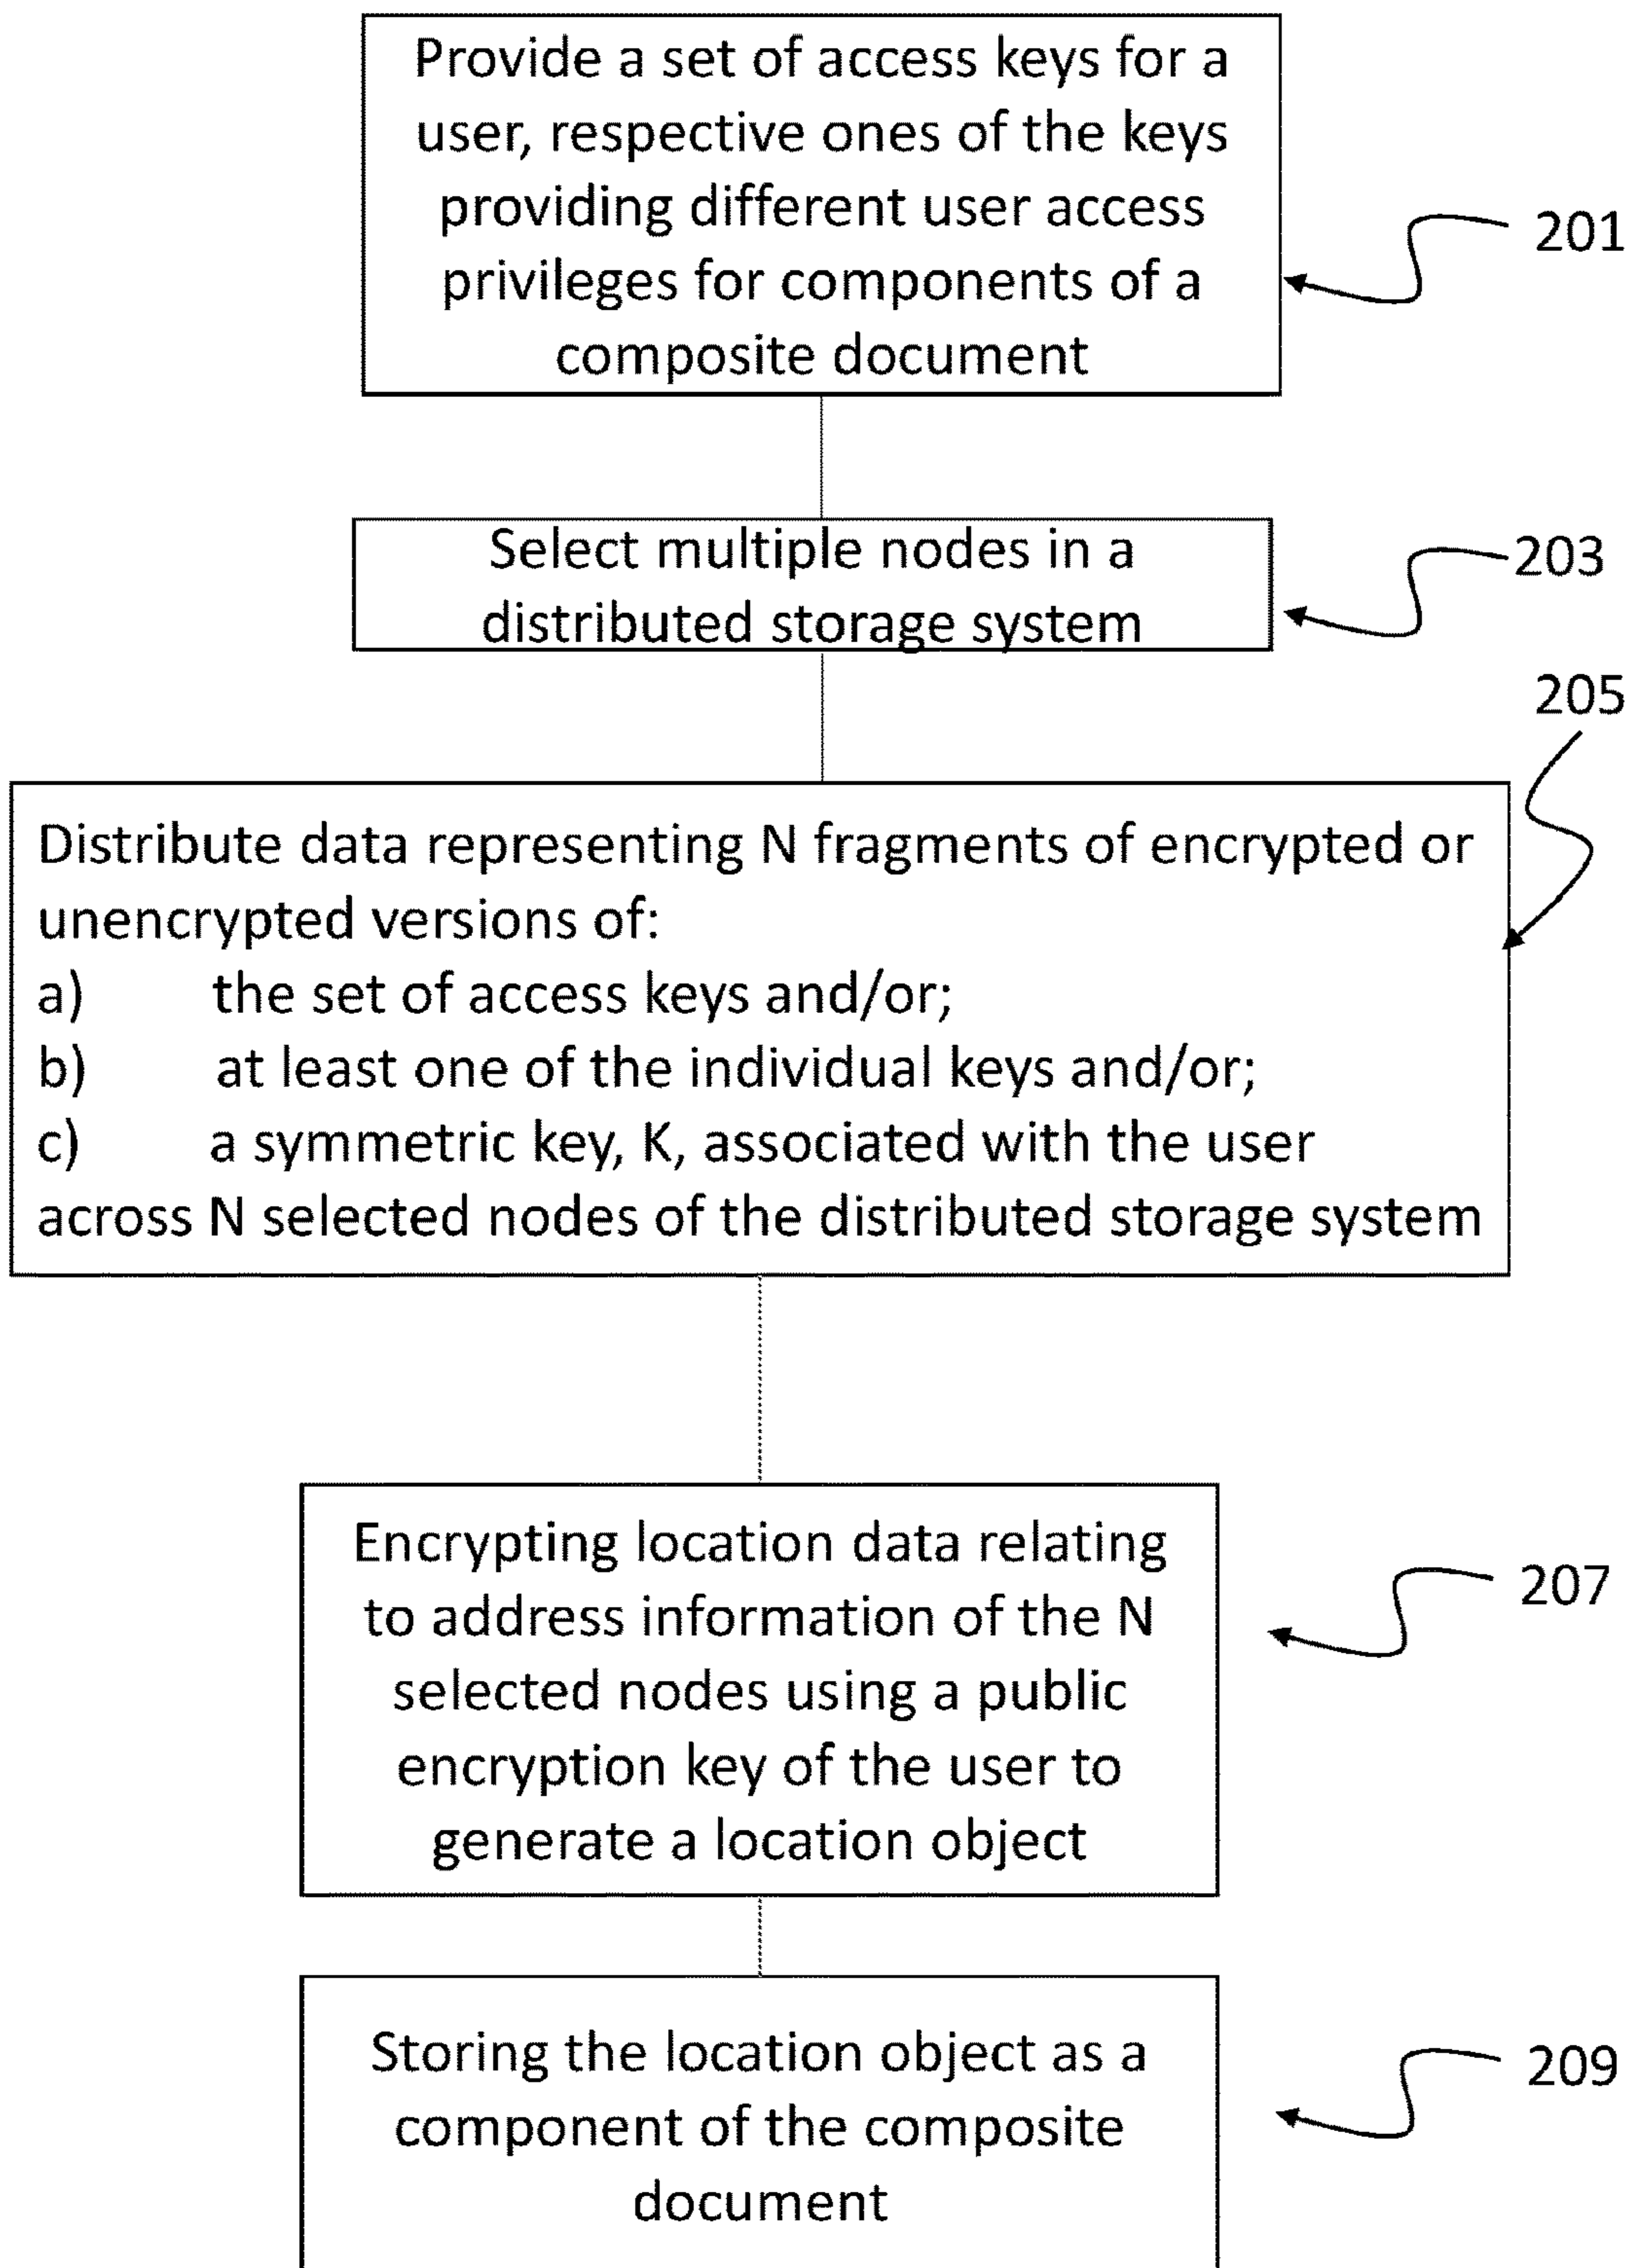 Provide a set of access keys for a
user, respective ones of the keys
providing different user access
privileges for components of a
composite document
201
Select multiple nodes in a
distributed storage system
203
205
Distribute data representing N fragments of encrypted or
unencrypted versions of:
a) the set of access keys and/or;
b) at least one of the individual keys and/or;
c) a symmetric key, K, associated with the user
across N selected nodes of the distributed storage system
Encrypting location data relating
to address information of the N
selected nodes using a public
encryption key of the user to
generate a location object
207
Storing the location object as a
component of the composite
document
209